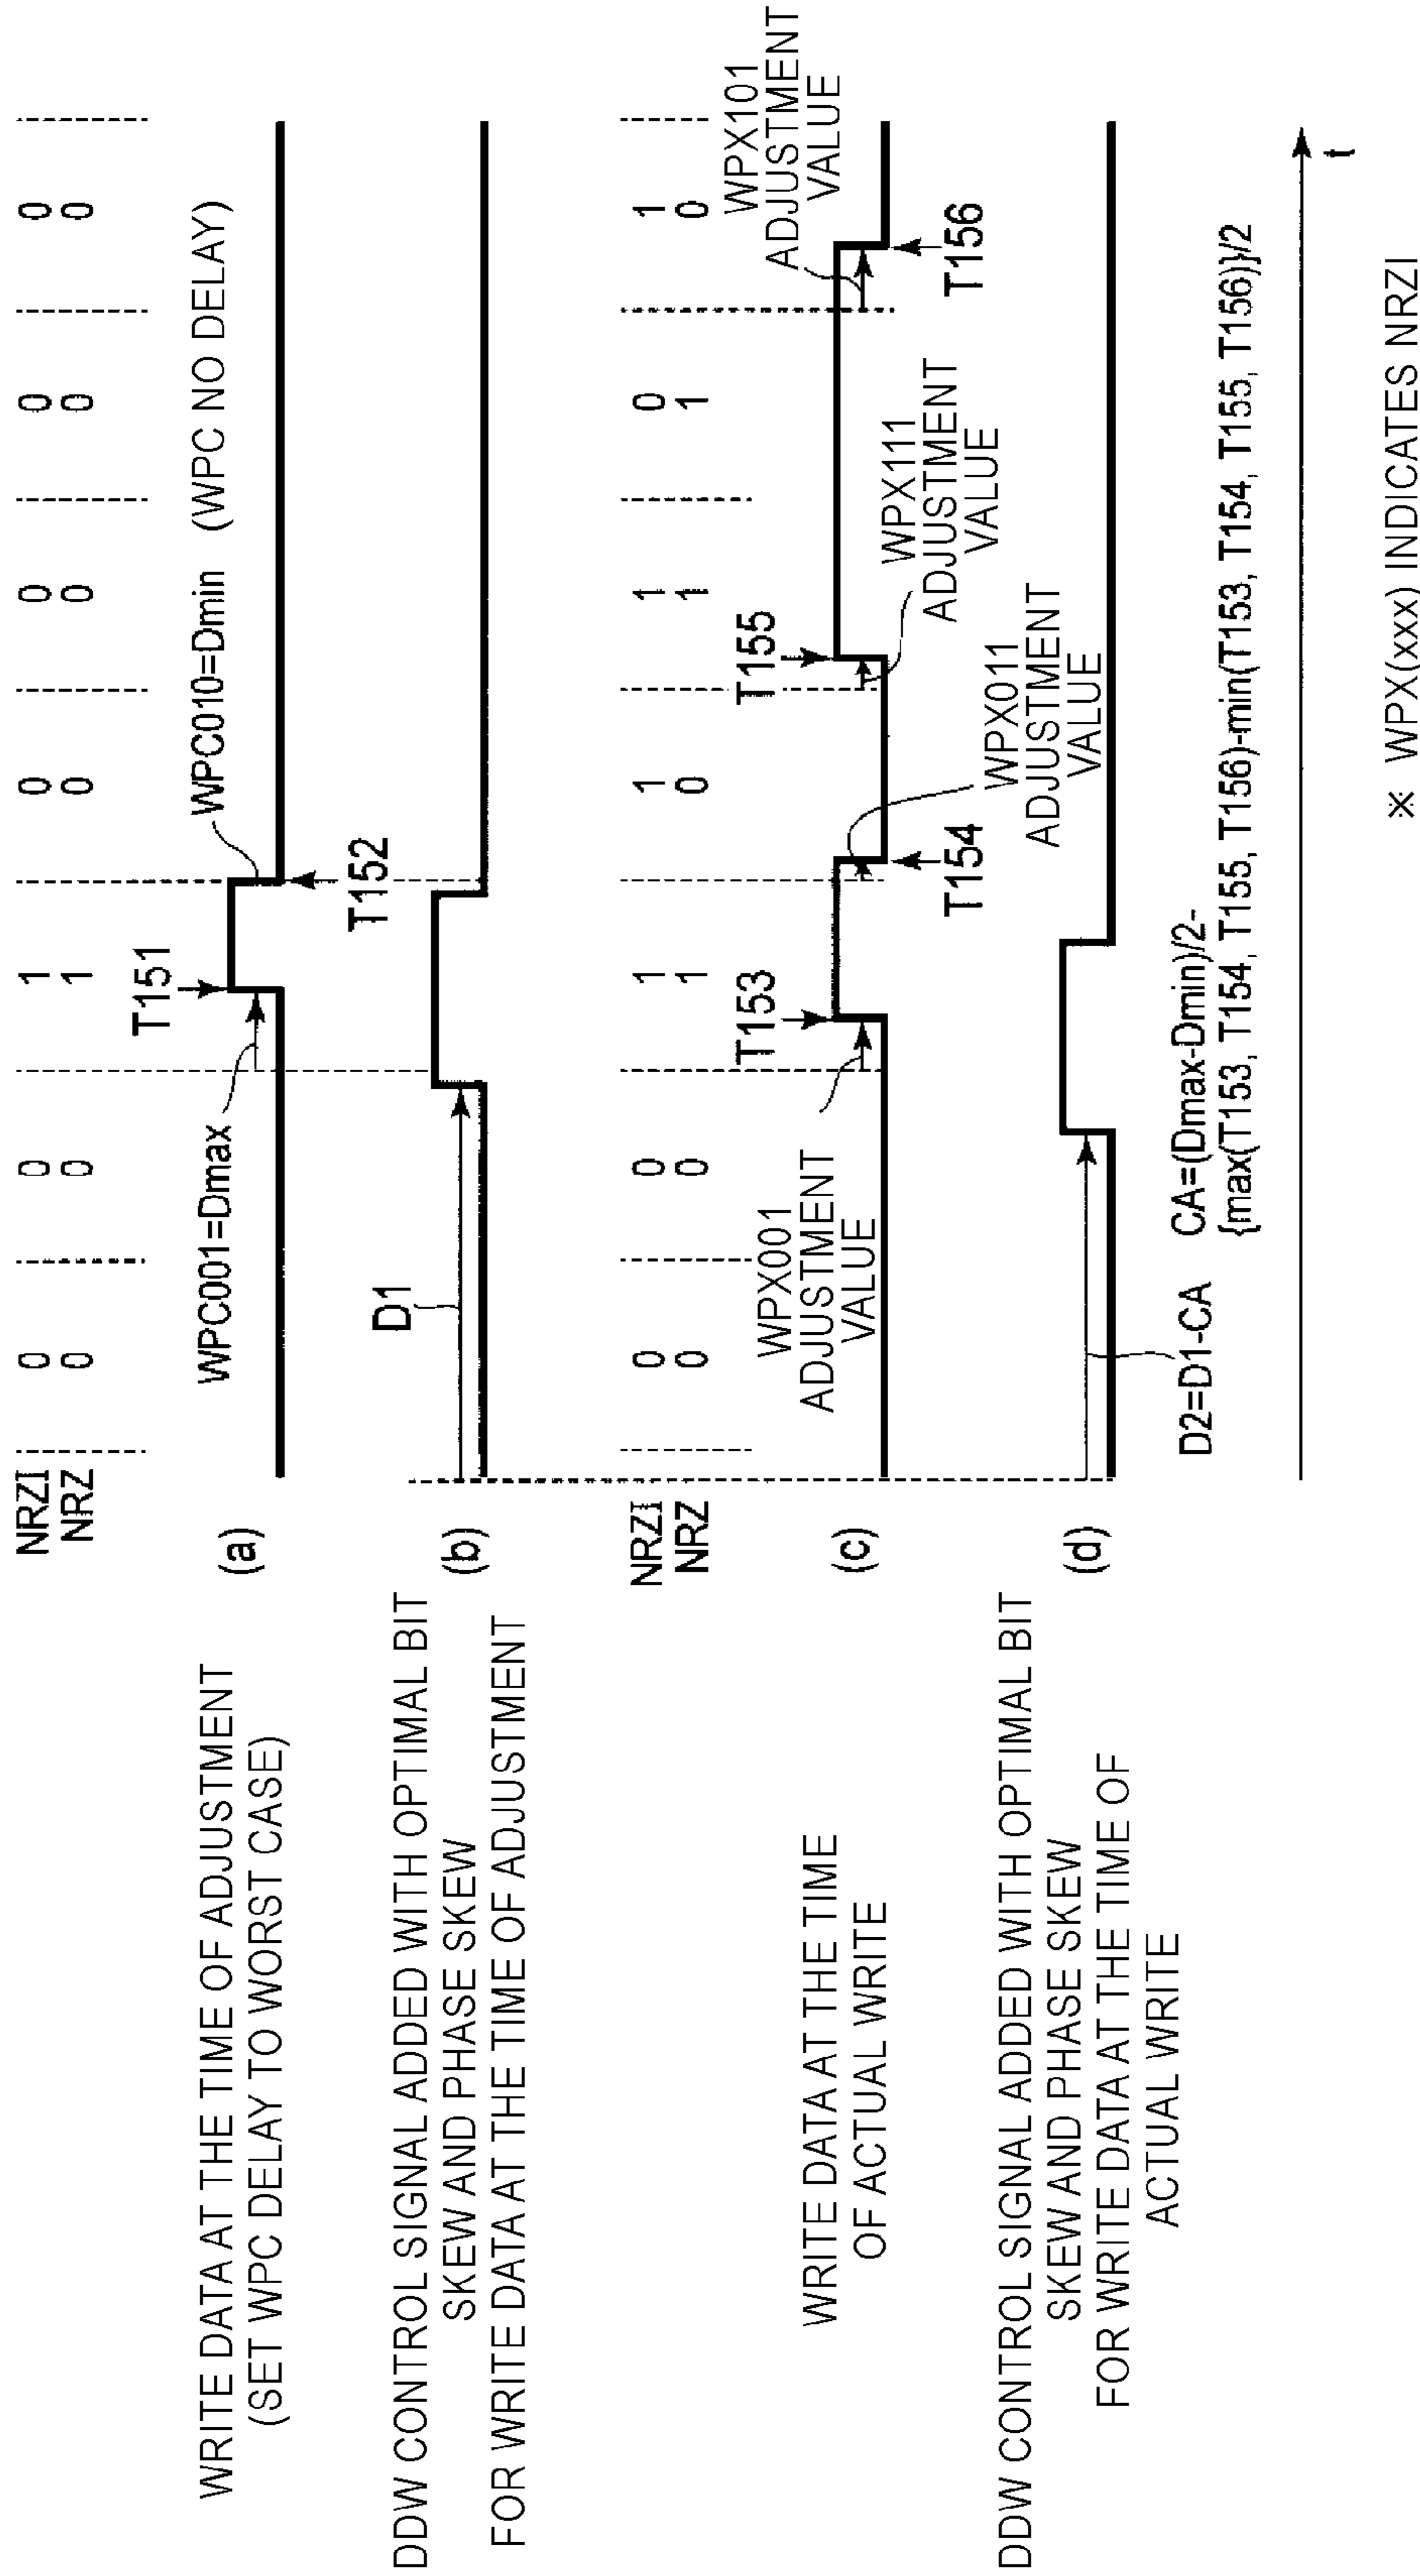 NRZI 0 0 1 0 0 0 0
NRZ 0 0 1 0 0 0 0
T151
WPC001=Dmax
WPC010=Dmin (WPC NO DELAY)
WRITE DATA AT THE TIME OF ADJUSTMENT
(SET WPC DELAY TO WORST CASE)
(a)
T152
D1
DDW CONTROL SIGNAL ADDED WITH OPTIMAL BIT
SKEW AND PHASE SKEW
FOR WRITE DATA AT THE TIME OF ADJUSTMENT
(b)
NRZI 0 0 1 1 1 0 1
NRZ 0 0 1 0 1 1 0
WPX001
ADJUSTMENT
VALUE
T153
T154
T155
T156
WPX011
ADJUSTMENT
VALUE
WPX111
ADJUSTMENT
VALUE
WPX101
ADJUSTMENT
VALUE
WRITE DATA AT THE TIME
OF ACTUAL WRITE
(c)
DDW CONTROL SIGNAL ADDED WITH OPTIMAL BIT
SKEW AND PHASE SKEW
FOR WRITE DATA AT THE TIME OF
ACTUAL WRITE
(d)
D2=D1-CA
CA=(Dmax-Dmin)/2-
{max(T153, T154, T155, T156)-min(T153, T154, T155, T156)}/2
t
※ WPX(xxx) INDICATES NRZI